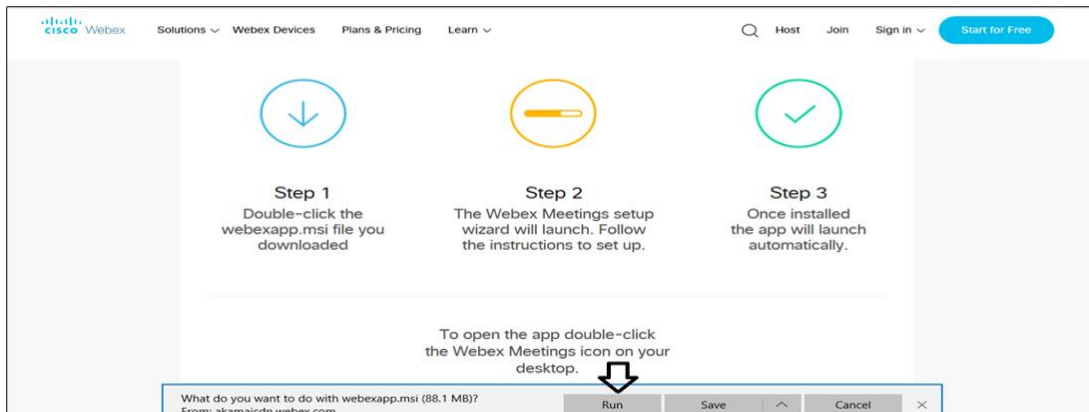 CISCO Webex Solutions Webex Devices Plans & Pricing Learn Host Join Sign in Start for Free
Step 1
Double-click the
webexapp.msi file you
downloaded
Step 2
The Webex Meetings setup
wizard will launch. Follow
the instructions to set up.
Step 3
Once installed
the app will launch
automatically.
To open the app double-click
the Webex Meetings icon on your
desktop.
What do you want to do with webexapp.msi (88.1 MB)?
From: akamaicdn.webex.com
Run Save Cancel